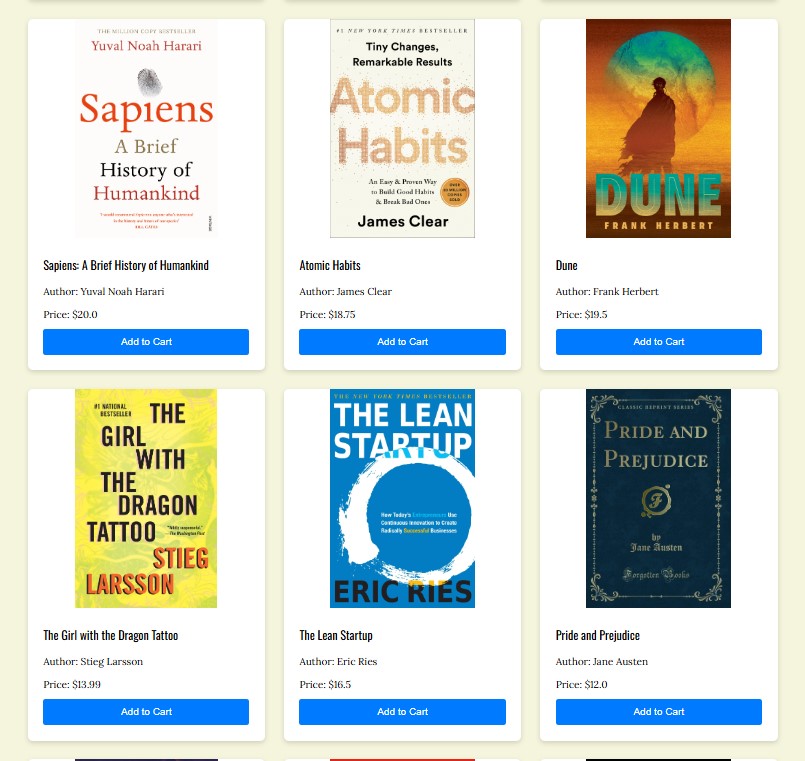 THE MILLION COPY BESTSELLER
Yuval Noah Harari
Sapiens
A Brief
History of
Humankind
BILL GATES
Sapiens: A Brief History of Humankind
Author: Yuval Noah Harari
Price: $20.0
Add to Cart
#1 NEW YORK TIMES BESTSELLER
Tiny Changes,
Remarkable Results
Atomic
Habits
An Easy & Proven Way
to Build Good Habits
& Break Bad Ones
James Clear
Atomic Habits
Author: James Clear
Price: $18.75
Add to Cart
DUNE
FRANK HERBERT
Dune
Author: Frank Herbert
Price: $19.5
Add to Cart
#1 NATIONAL
BESTSELLER
THE
GIRL
WITH
THE
DRAGON
TATTOO
STIEG
LARSSON
The Girl with the Dragon Tattoo
Author: Stieg Larsson
Price: $13.99
Add to Cart
THE NEW YORK TIMES BESTSELLER
THE LEAN
STARTUP
How Today's Entrepreneurs Use
Continuous Innovation to Create
Radically Successful Businesses
ERIC RIES
The Lean Startup
Author: Eric Ries
Price: $16.5
Add to Cart
CLASSIC REPRINT SERIES
PRIDE AND
PREJUDICE
by
Jane Austen
Forgotten Books
Pride and Prejudice
Author: Jane Austen
Price: $12.0
Add to Cart